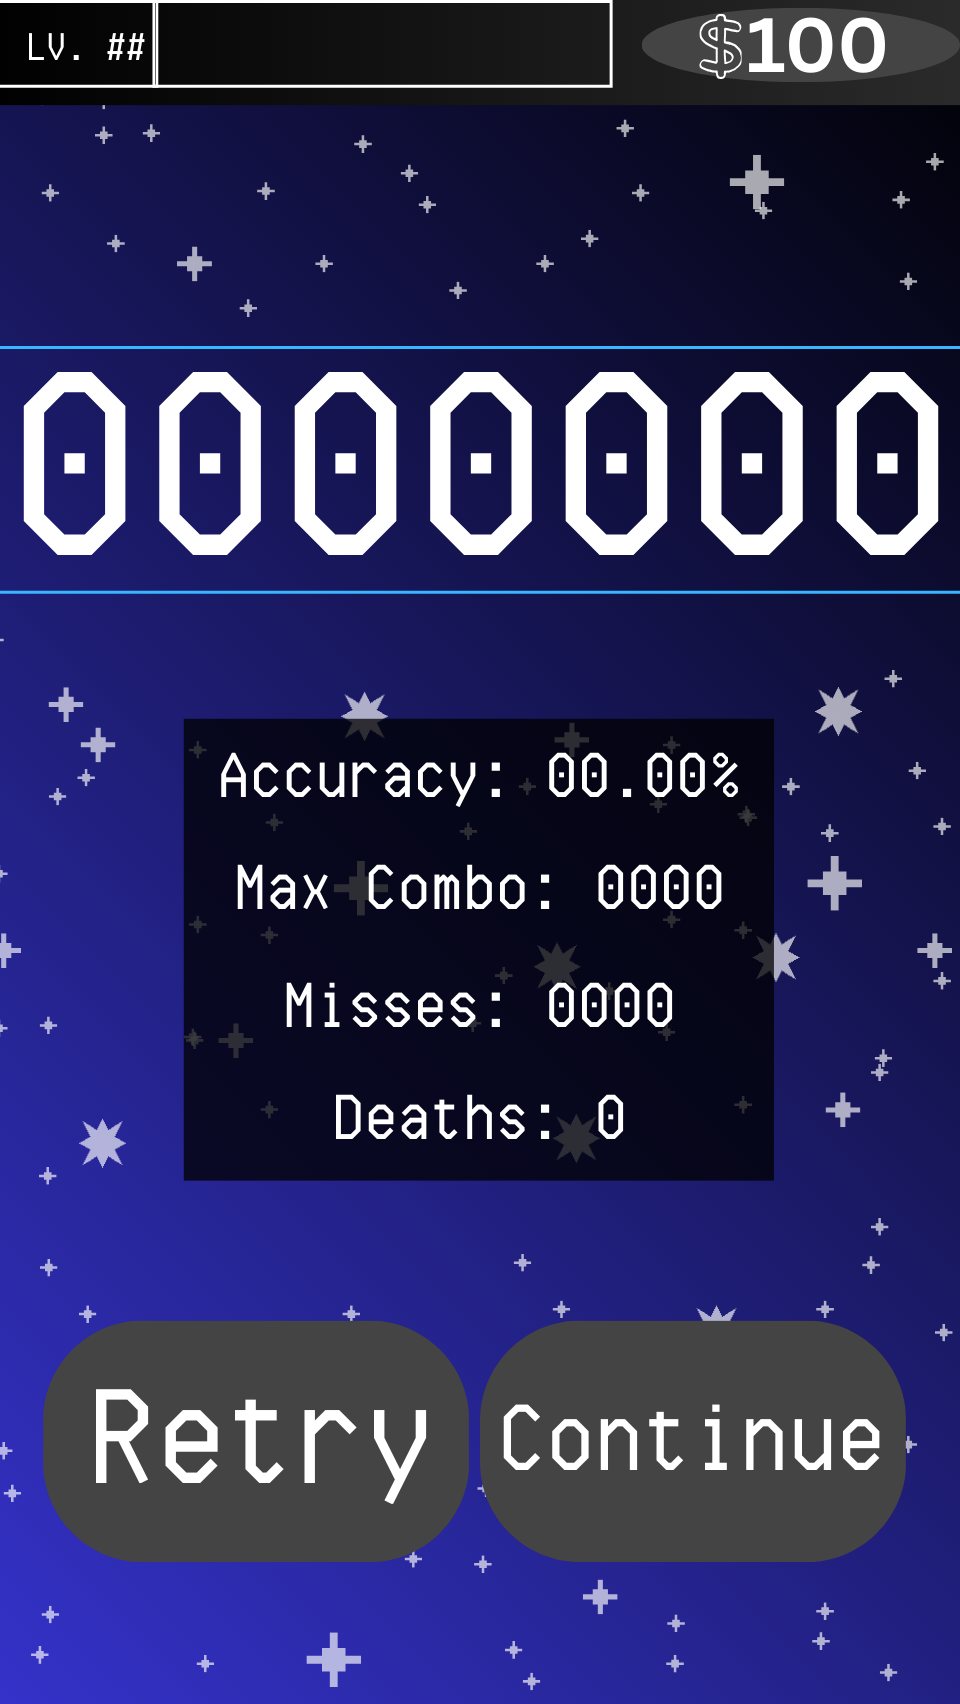 LV. ##
$100
0000000
Accuracy: 00.00%
Max Combo: 0000
Misses: 0000
Deaths: 0
Retry
Continue